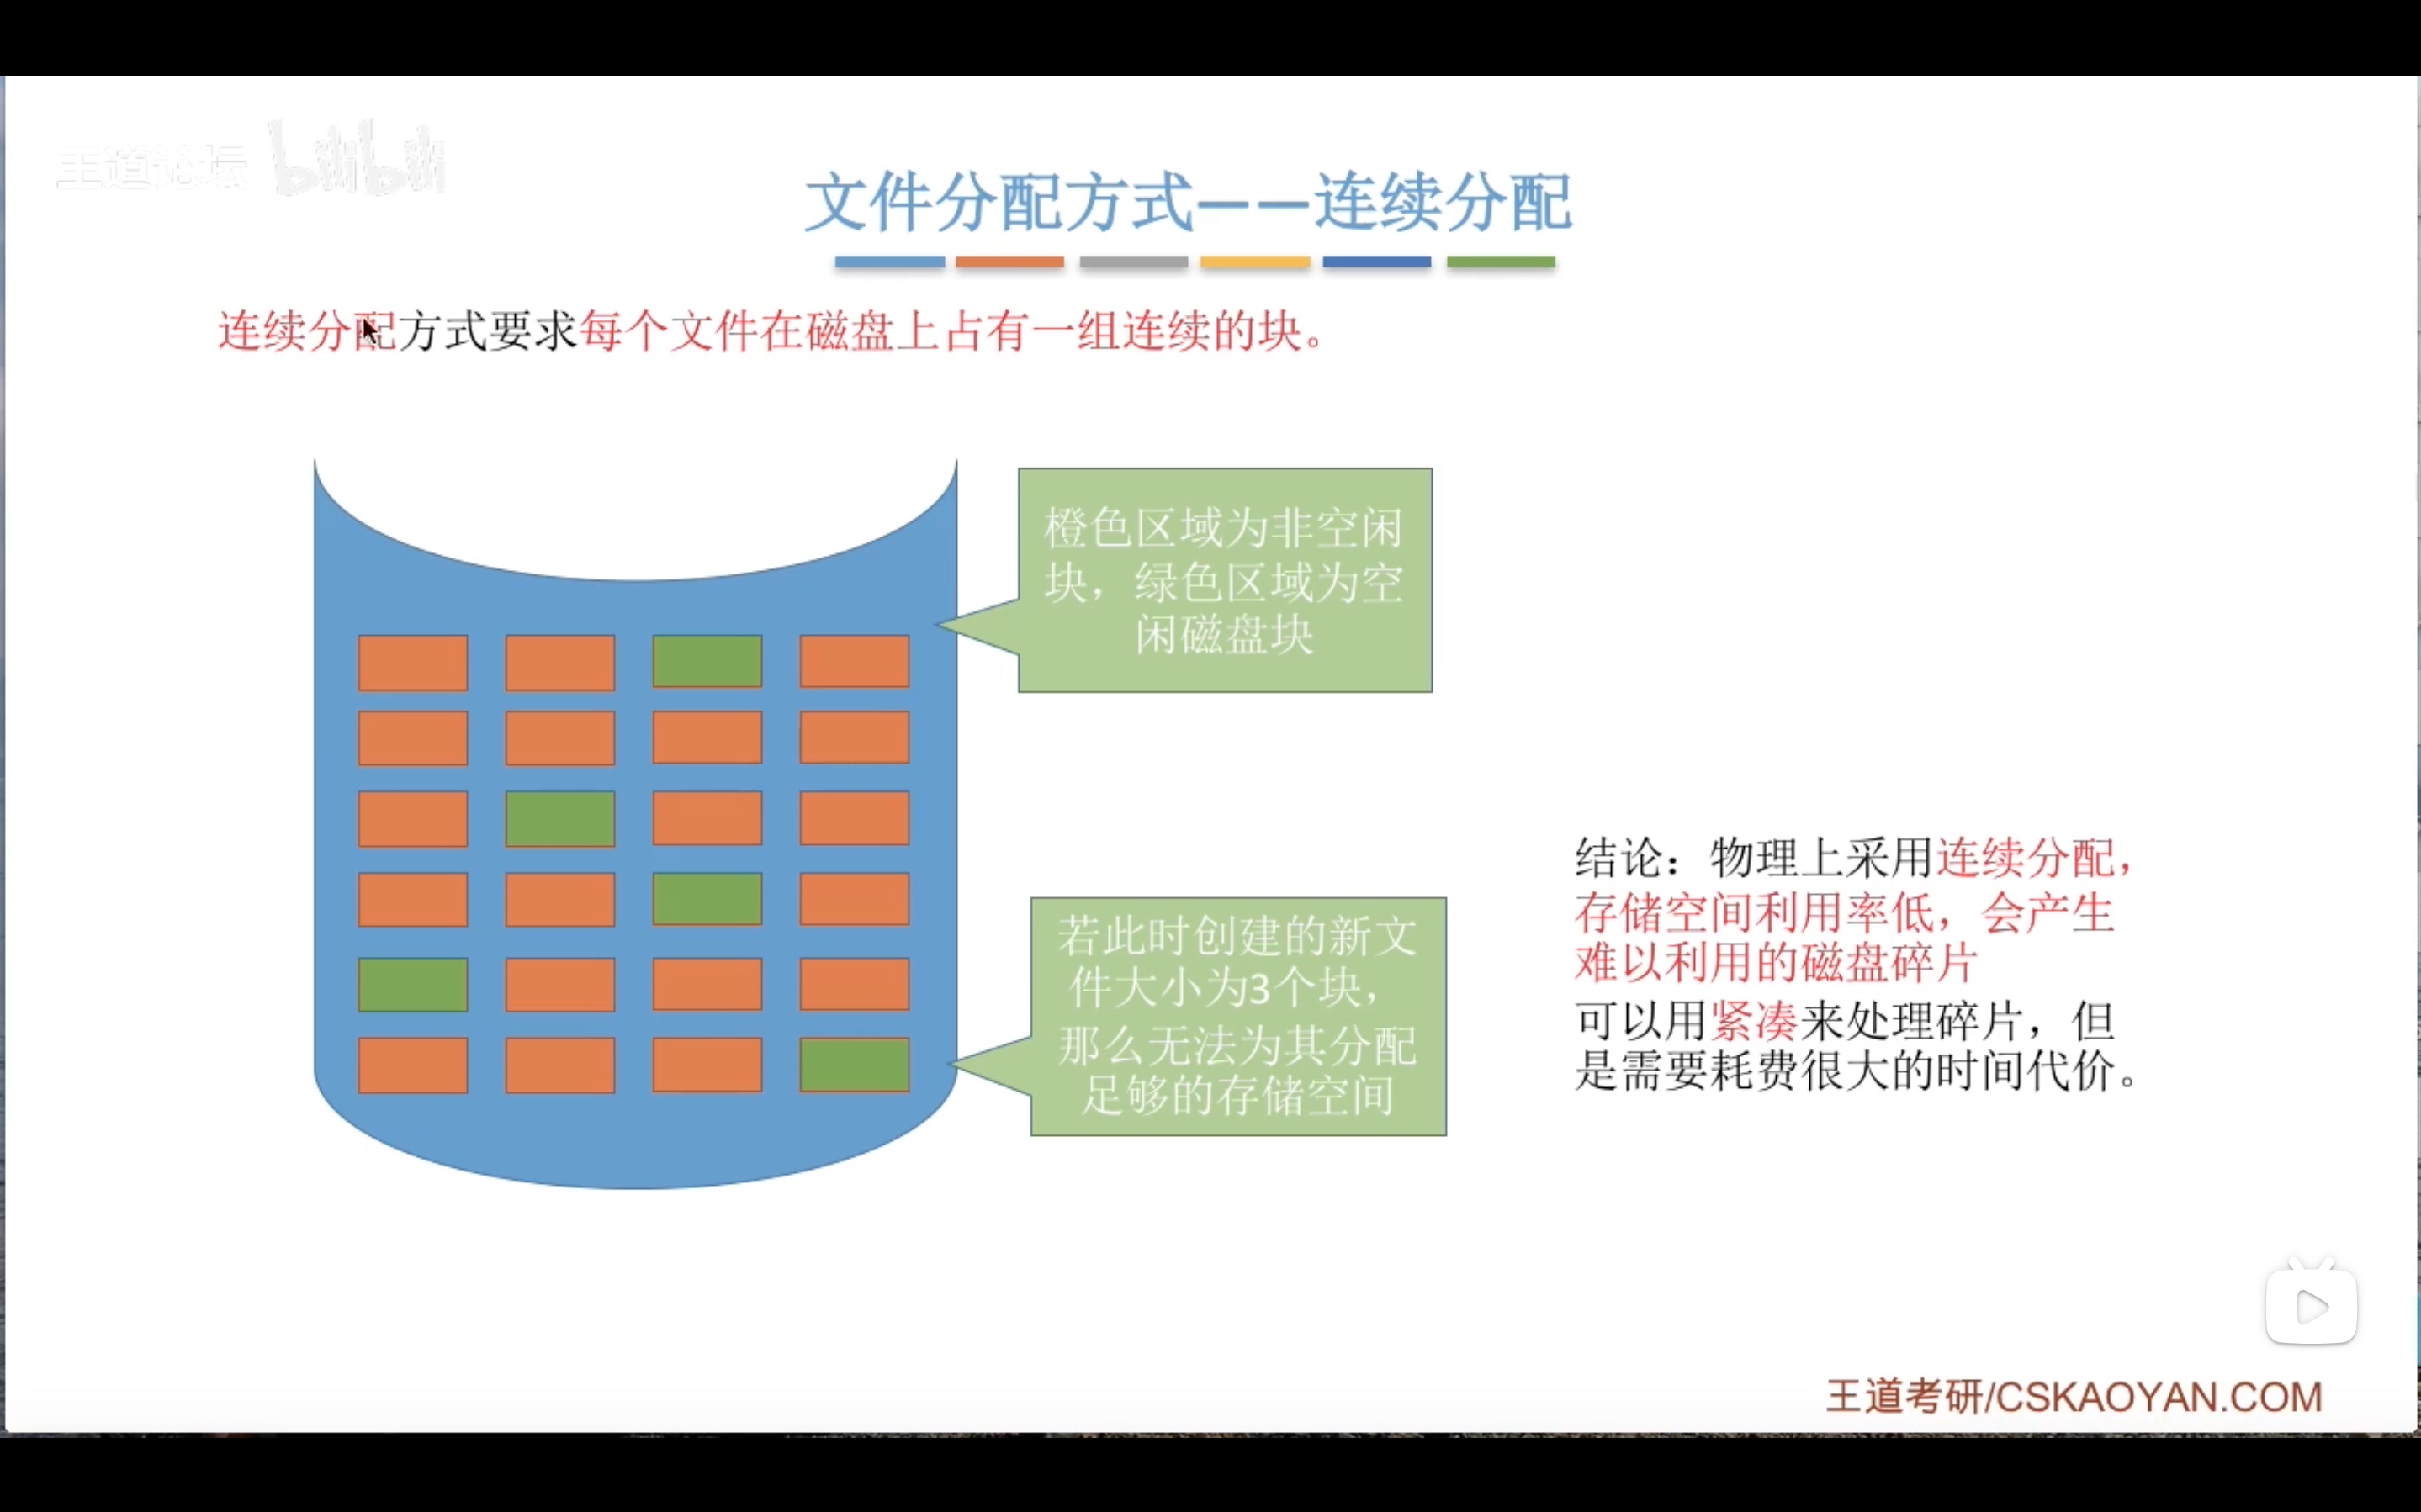 王道论坛 bilibili
文件分配方式——连续分配
连续分配方式要求每个文件在磁盘上占有一组连续的块。
橙色区域为非空闲
块，绿色区域为空
闲磁盘块
若此时创建的新文
件大小为3个块，
那么无法为其分配
足够的存储空间
结论：物理上采用连续分配，
存储空间利用率低，会产生
难以利用的磁盘碎片
可以用紧凑来处理碎片，但
是需要耗费很大的时间代价。
王道考研/CSKAOYAN.COM